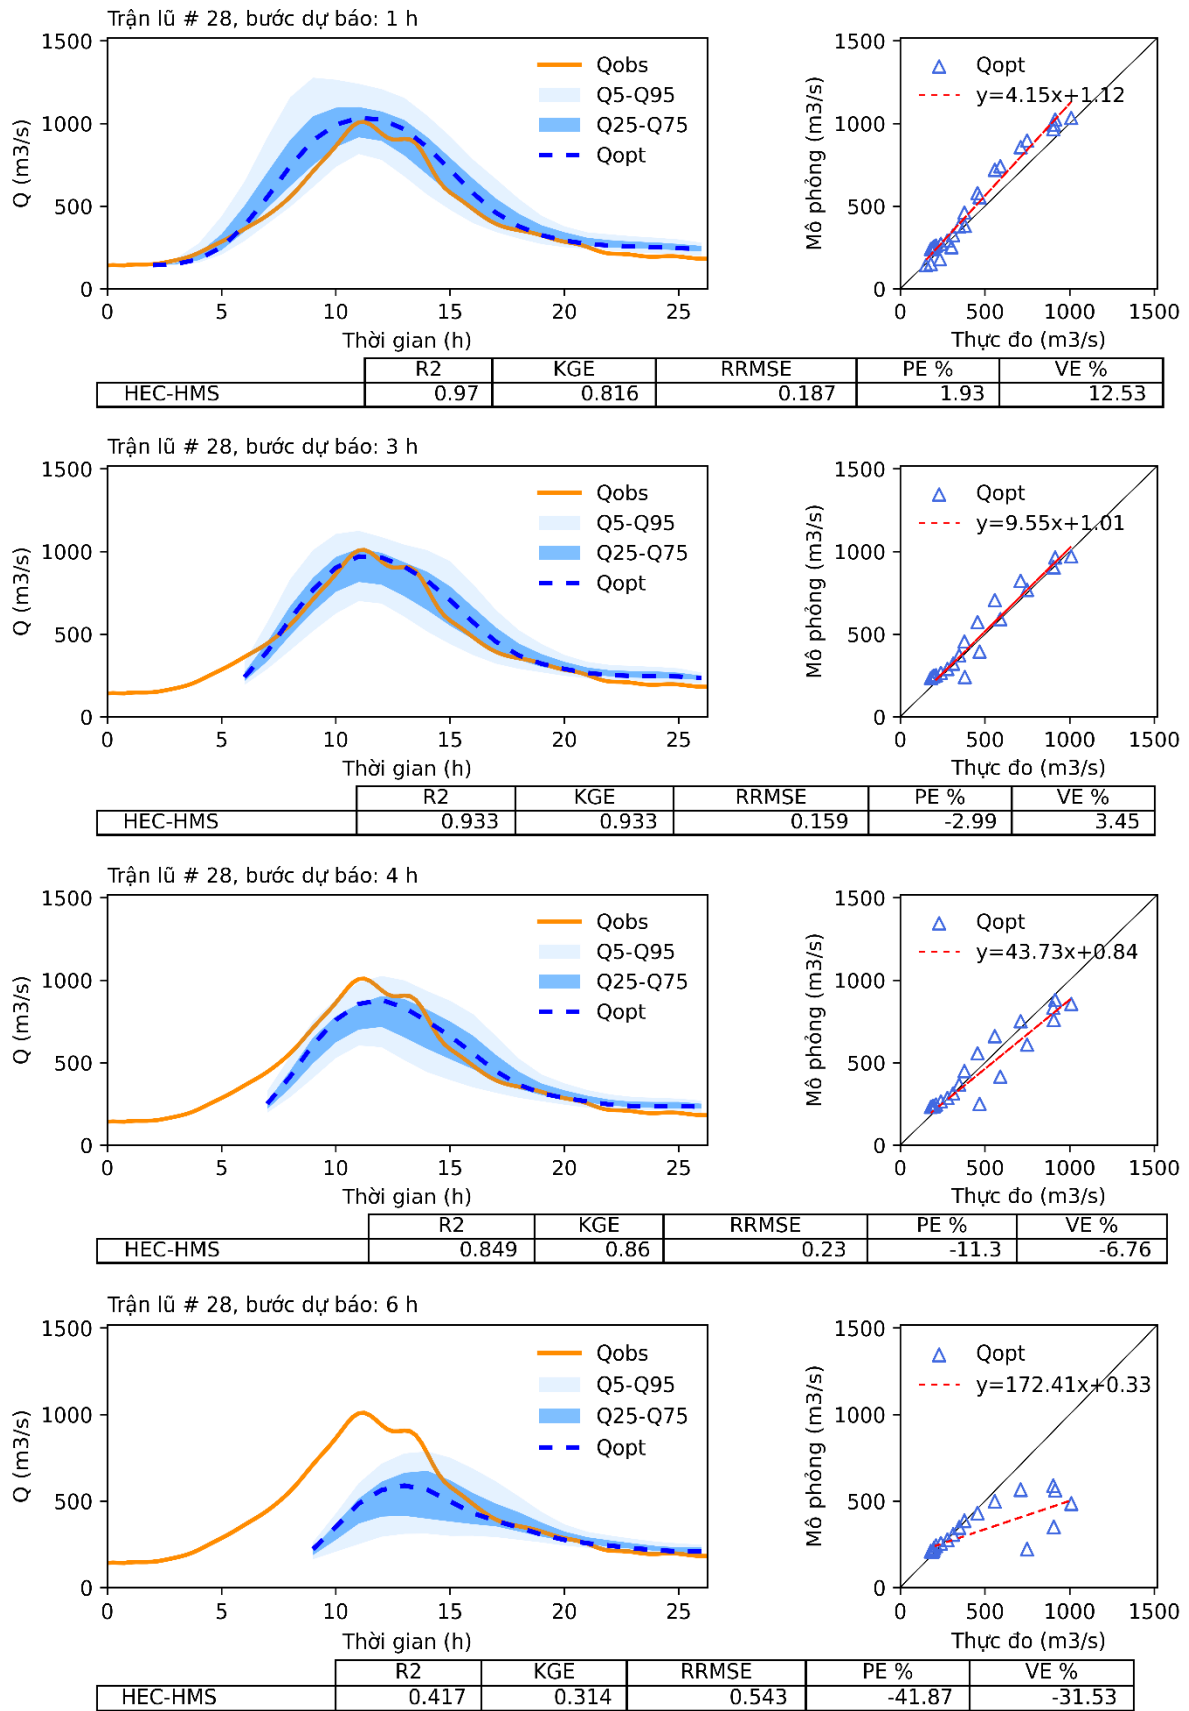 Trận lũ # 28, bước dự báo: 1 h
1500
1000
500
0
Q (m3/s)
0 5 10 15 20 25
Thời gian (h)
Qobs
Q5-Q95
Q25-Q75
Qopt
1500
1000
500
0
Mô phỏng (m3/s)
0 500 1000 1500
Thực đo (m3/s)
Qopt
y=4.15x+1.12
R2 KGE RRMSE PE % VE %
HEC-HMS 0.97 0.816 0.187 1.93 12.53
Trận lũ # 28, bước dự báo: 3 h
1500
1000
500
0
Q (m3/s)
0 5 10 15 20 25
Thời gian (h)
Qobs
Q5-Q95
Q25-Q75
Qopt
1500
1000
500
0
Mô phỏng (m3/s)
0 500 1000 1500
Thực đo (m3/s)
Qopt
y=9.55x+1.01
R2 KGE RRMSE PE % VE %
HEC-HMS 0.933 0.933 0.159 -2.99 3.45
Trận lũ # 28, bước dự báo: 4 h
1500
1000
500
0
Q (m3/s)
0 5 10 15 20 25
Thời gian (h)
Qobs
Q5-Q95
Q25-Q75
Qopt
1500
1000
500
0
Mô phỏng (m3/s)
0 500 1000 1500
Thực đo (m3/s)
Qopt
y=43.73x+0.84
R2 KGE RRMSE PE % VE %
HEC-HMS 0.849 0.86 0.23 -11.3 -6.76
Trận lũ # 28, bước dự báo: 6 h
1500
1000
500
0
Q (m3/s)
0 5 10 15 20 25
Thời gian (h)
Qobs
Q5-Q95
Q25-Q75
Qopt
1500
1000
500
0
Mô phỏng (m3/s)
0 500 1000 1500
Thực đo (m3/s)
Qopt
y=172.41x+0.33
R2 KGE RRMSE PE % VE %
HEC-HMS 0.417 0.314 0.543 -41.87 -31.53